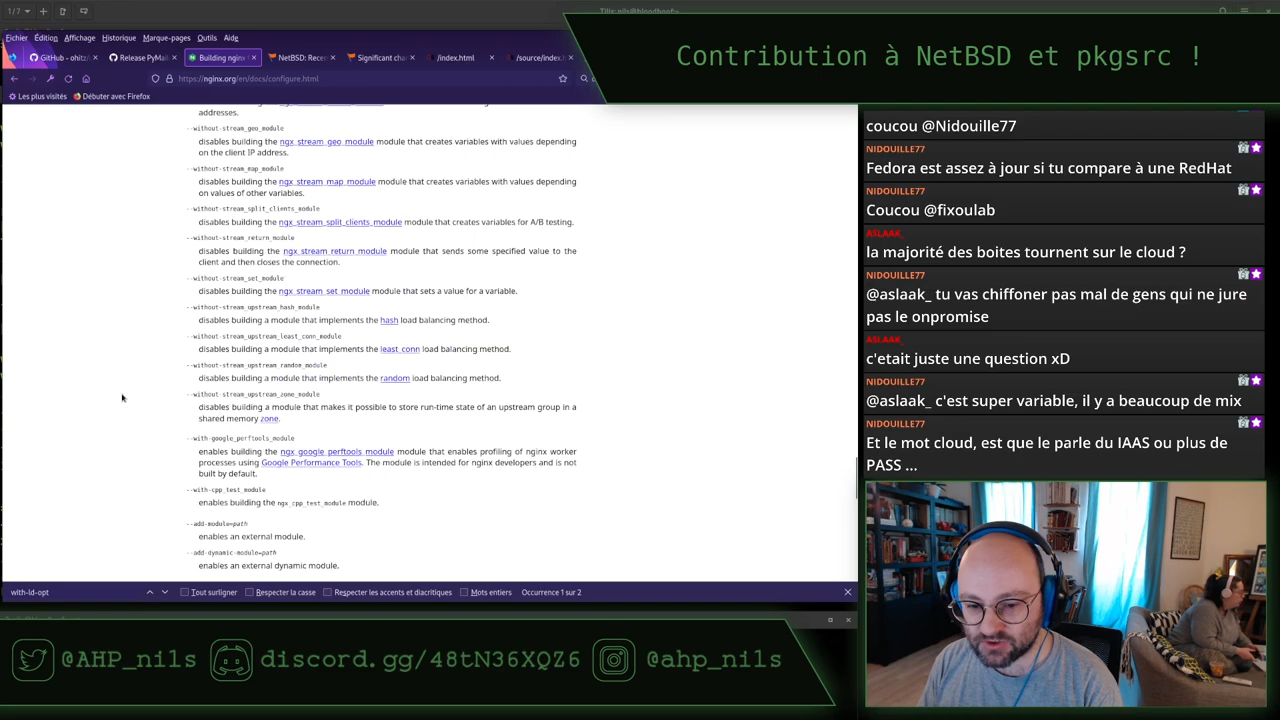 1/7
Tilix: nils@bloodhoof:~
Fichier Édition Affichage Historique Marque-pages Outils Aide
GitHub - ohitz/ Release PyMail Building nginx NetBSD: Rece Significant cha /index.html /source/index.
https://nginx.org/en/docs/configure.html
Les plus visités Débuter avec Firefox
addresses.
--without-stream_geo_module
disables building the ngx_stream_geo_module module that creates variables with values depending
on the client IP address.
--without-stream_map_module
disables building the ngx_stream_map_module module that creates variables with values depending
on values of other variables.
--without-stream_split_clients_module
disables building the ngx_stream_split_clients_module module that creates variables for A/B testing.
--without-stream_return_module
disables building the ngx_stream_return_module module that sends some specified value to the
client and then closes the connection.
--without-stream_set_module
disables building the ngx_stream_set_module module that sets a value for a variable.
--without-stream_upstream_hash_module
disables building a module that implements the hash load balancing method.
--without-stream_upstream_least_conn_module
disables building a module that implements the least_conn load balancing method.
--without-stream_upstream_random_module
disables building a module that implements the random load balancing method.
--without-stream_upstream_zone_module
disables building a module that makes it possible to store run-time state of an upstream group in a
shared memory zone.
--with-google_perftools_module
enables building the ngx_google_perftools_module module that enables profiling of nginx worker
processes using Google Performance Tools. The module is intended for nginx developers and is not
built by default.
--with-cpp_test_module
enables building the ngx_cpp_test_module module.
--add-module=path
enables an external module.
--add-dynamic-module=path
enables an external dynamic module.
with-ld-opt Tout surligner Respecter la casse Respecter les accents et diacritiques Mots entiers Occurrence 1 sur 2
Contribution à NetBSD et pkgsrc !
coucou @Nidouille77
NIDOUILLE77
Fedora est assez à jour si tu compare à une RedHat
NIDOUILLE77
Coucou @fixoulab
ASLAAK_
la majorité des boites tournent sur le cloud ?
NIDOUILLE77
@aslaak_ tu vas chiffoner pas mal de gens qui ne jure
pas le onpromise
ASLAAK_
c'etait juste une question xD
NIDOUILLE77
@aslaak_ c'est super variable, il y a beaucoup de mix
NIDOUILLE77
Et le mot cloud, est que le parle du IAAS ou plus de
PASS ...
@AHP_nils discord.gg/48tN36XQZ6 @ahp_nils